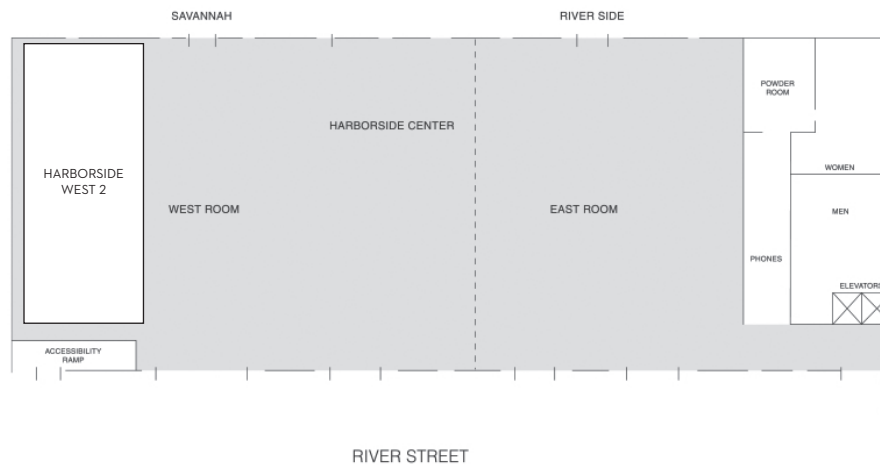 SAVANNAH
RIVER SIDE
POWDER
ROOM
HARBORSIDE CENTER
HARBORSIDE
WEST 2
WOMEN
WEST ROOM
EAST ROOM
MEN
PHONES
ELEVATORS
ACCESSIBILITY
RAMP
RIVER STREET